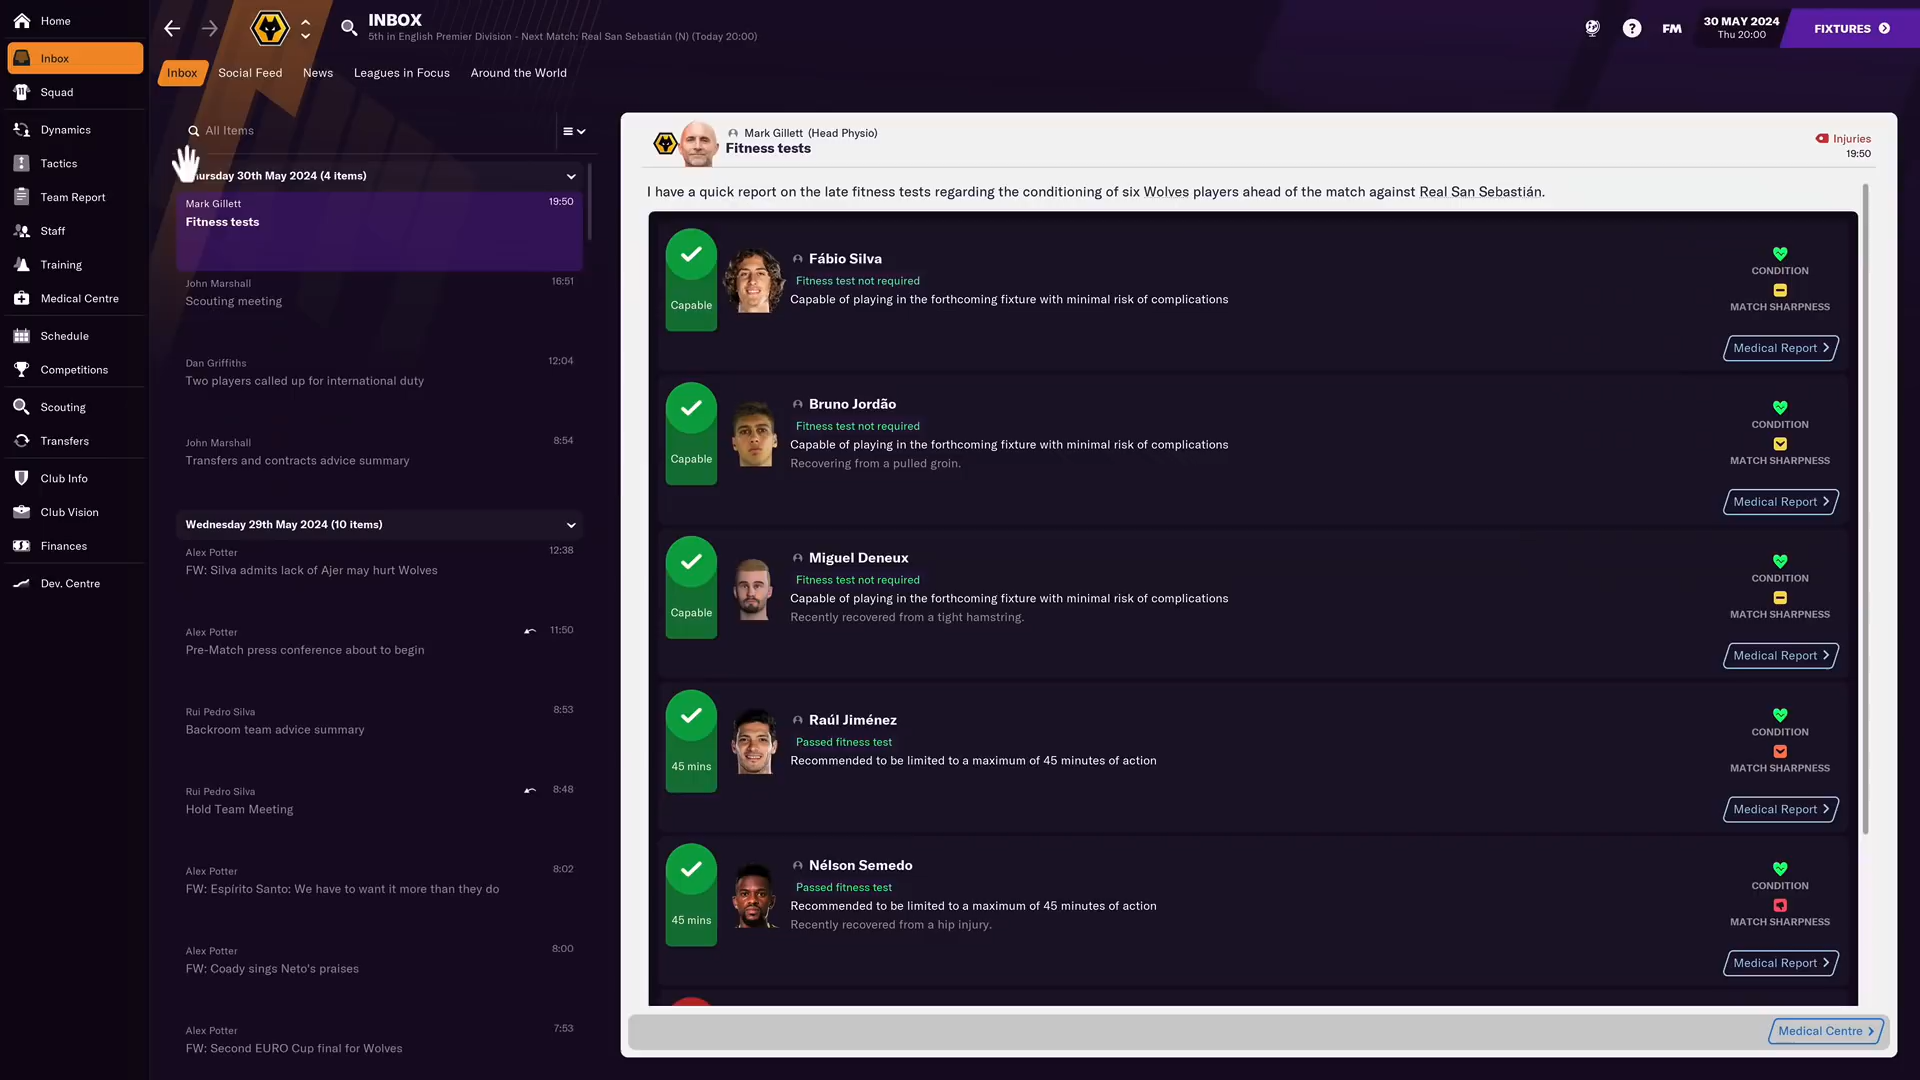 Home
Inbox
Squad
Dynamics
Tactics
Team Report
Staff
Training
Medical Centre
Schedule
Competitions
Scouting
Transfers
Club Info
Club Vision
Finances
Dev. Centre
INBOX
5th in English Premier Division - Next Match: Real San Sebastián (N) (Today 20:00)
FM
30 MAY 2024
Thu 20:00
FIXTURES
Inbox Social Feed News Leagues in Focus Around the World
All Items
ursday 30th May 2024 (4 items)
Mark Gillett 19:50
Fitness tests
John Marshall 16:51
Scouting meeting
Dan Griffiths 12:04
Two players called up for international duty
John Marshall 8:54
Transfers and contracts advice summary
Wednesday 29th May 2024 (10 items)
Alex Potter 12:38
FW: Silva admits lack of Ajer may hurt Wolves
Alex Potter 11:50
Pre-Match press conference about to begin
Rui Pedro Silva 8:53
Backroom team advice summary
Rui Pedro Silva 8:48
Hold Team Meeting
Alex Potter 8:02
FW: Espírito Santo: We have to want it more than they do
Alex Potter 8:00
FW: Coady sings Neto's praises
Alex Potter 7:53
FW: Second EURO Cup final for Wolves
Mark Gillett (Head Physio)
Fitness tests
Injuries
19:50
I have a quick report on the late fitness tests regarding the conditioning of six Wolves players ahead of the match against Real San Sebastián.
Capable
Fábio Silva
Fitness test not required
Capable of playing in the forthcoming fixture with minimal risk of complications
CONDITION
MATCH SHARPNESS
Medical Report
Capable
Bruno Jordão
Fitness test not required
Capable of playing in the forthcoming fixture with minimal risk of complications
Recovering from a pulled groin.
CONDITION
MATCH SHARPNESS
Medical Report
Capable
Miguel Deneux
Fitness test not required
Capable of playing in the forthcoming fixture with minimal risk of complications
Recently recovered from a tight hamstring.
CONDITION
MATCH SHARPNESS
Medical Report
45 mins
Raúl Jiménez
Passed fitness test
Recommended to be limited to a maximum of 45 minutes of action
CONDITION
MATCH SHARPNESS
Medical Report
45 mins
Nélson Semedo
Passed fitness test
Recommended to be limited to a maximum of 45 minutes of action
Recently recovered from a hip injury.
CONDITION
MATCH SHARPNESS
Medical Report
Medical Centre